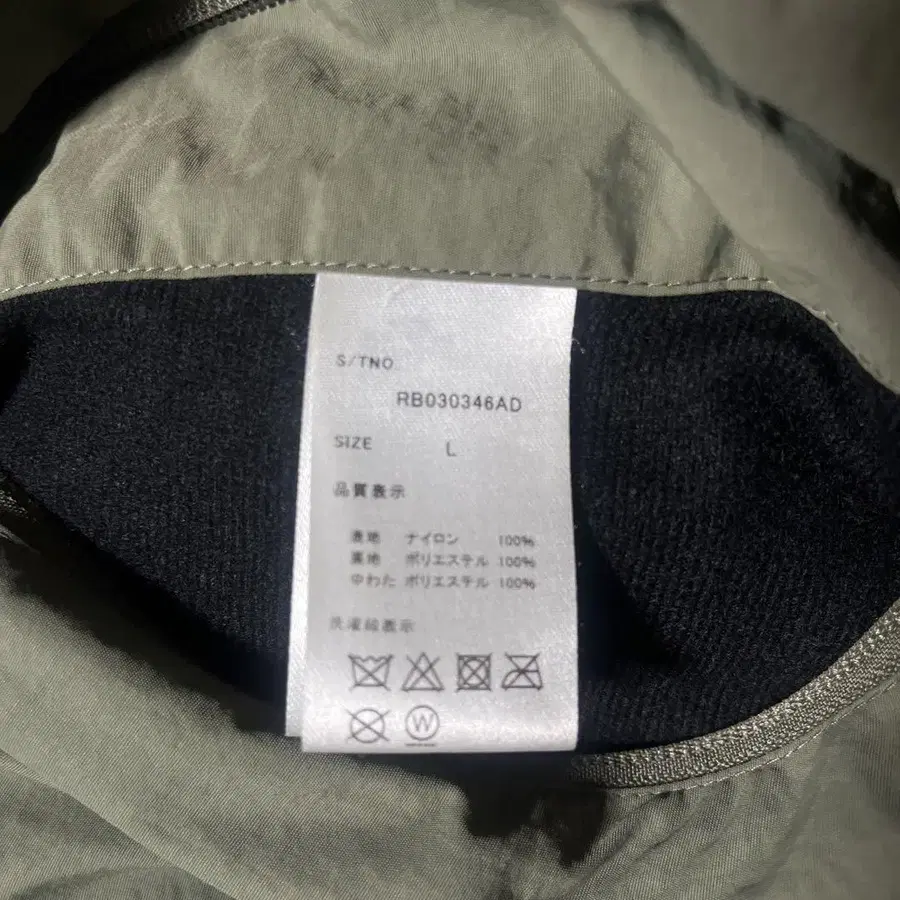 S/TNO
RB030346AD
SIZE L
品質表示
表地 ナイロン 100%
裏地 ポリエステル 100%
中わた ポリエステル 100%
洗濯絵表示
W